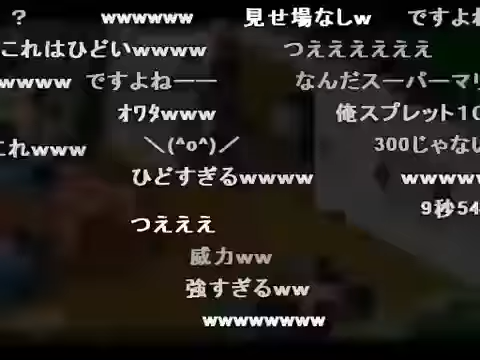 ？ wwwwww 見せ場なしw ですよね
これはひどいwwww つえええええええ
wwwww ですよねーー なんだスーパーマリ
ｵﾜﾀwww 俺スプレット10
これwww ＼(^o^)／ 300じゃない
ひどすぎるwwww wwwww
9秒54
つえええ
威力ww
強すぎるww
wwwwwwww